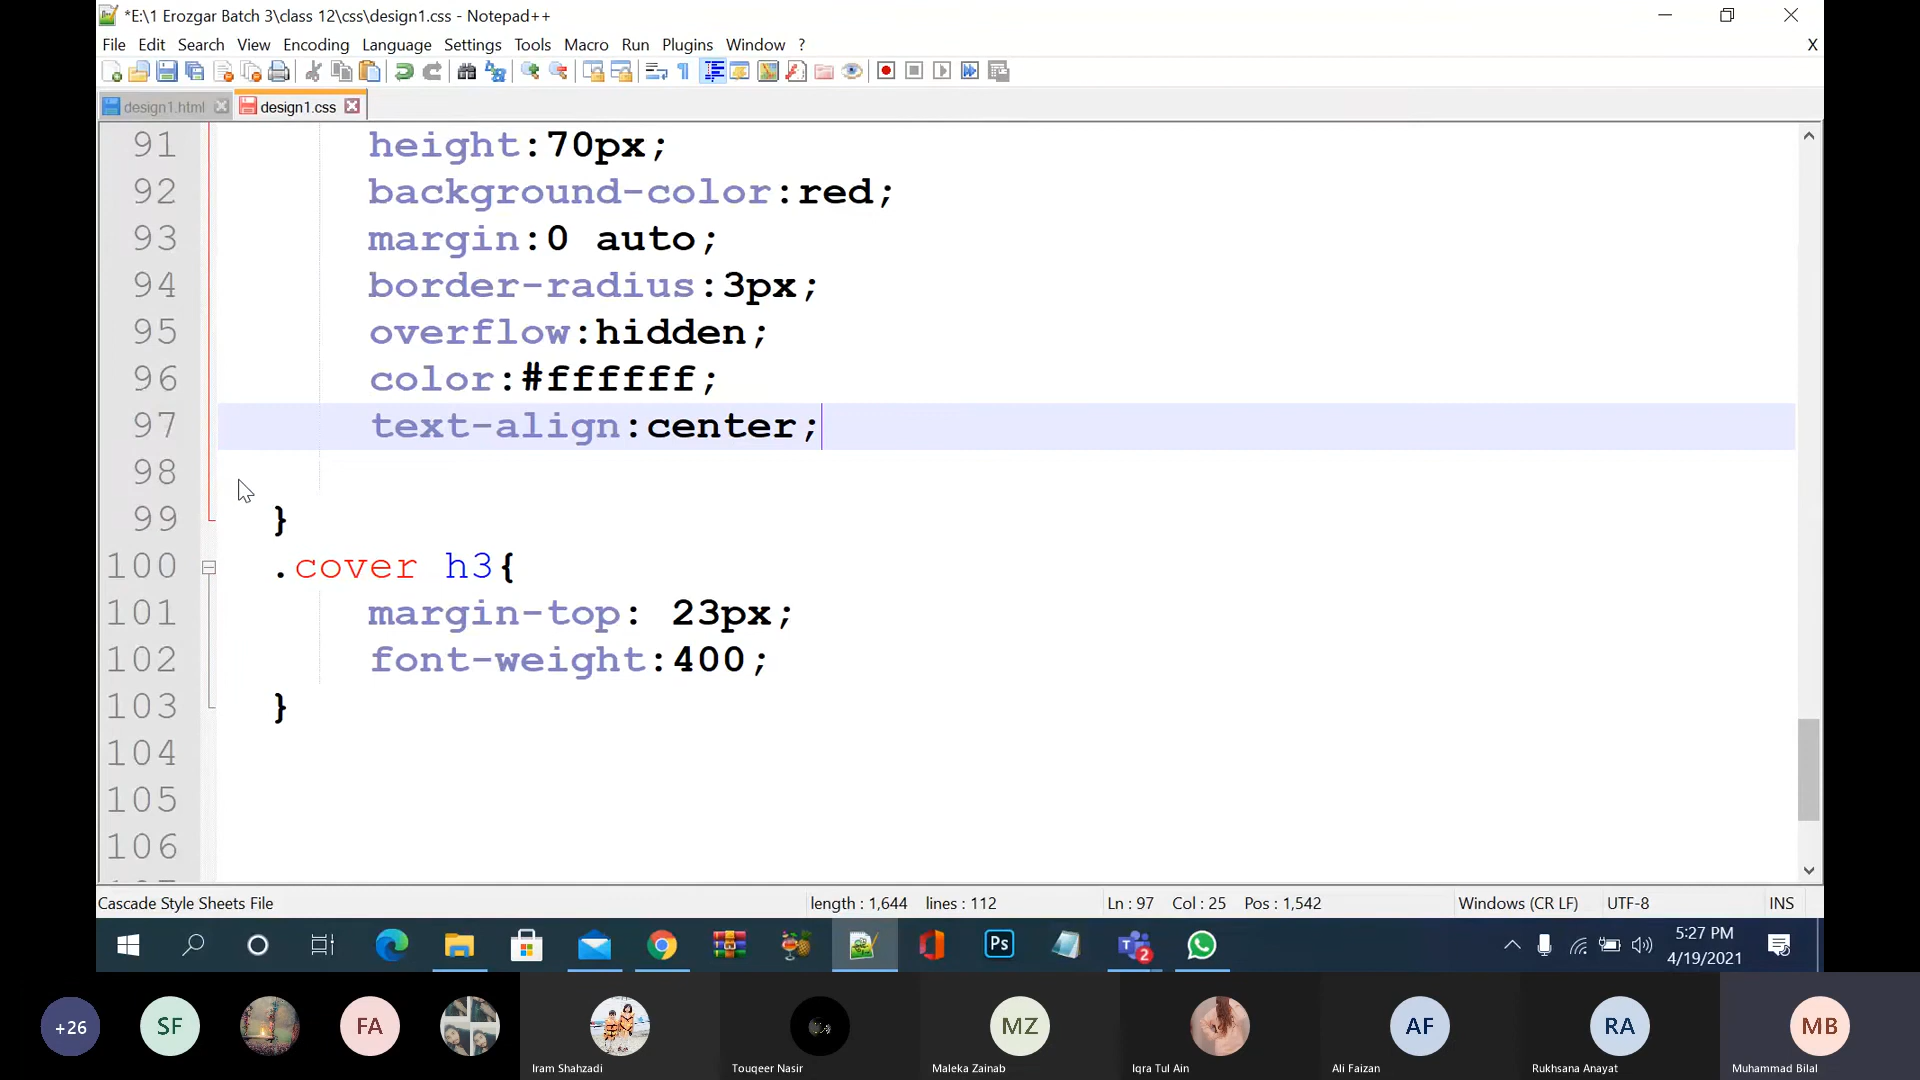 *E:\1 Erozgar Batch 3\class 12\css\design1.css - Notepad++
File Edit Search View Encoding Language Settings Tools Macro Run Plugins Window ? X
design1.html design1.css
91 height:70px;
92 background-color:red;
93 margin:0 auto;
94 border-radius:3px;
95 overflow:hidden;
96 color:#ffffff;
97 text-align:center;
98
99 }
100 .cover h3{
101 margin-top: 23px;
102 font-weight:400;
103 }
104
105
106
Cascade Style Sheets File length : 1,644 lines : 112 Ln : 97 Col : 25 Pos : 1,542 Windows (CR LF) UTF-8 INS
Ps 2 5:27 PM
4/19/2021
+26 SF FA MZ AF RA MB
Iram Shahzadi Touqeer Nasir Maleka Zainab Iqra Tul Ain Ali Faizan Rukhsana Anayat Muhammad Bilal